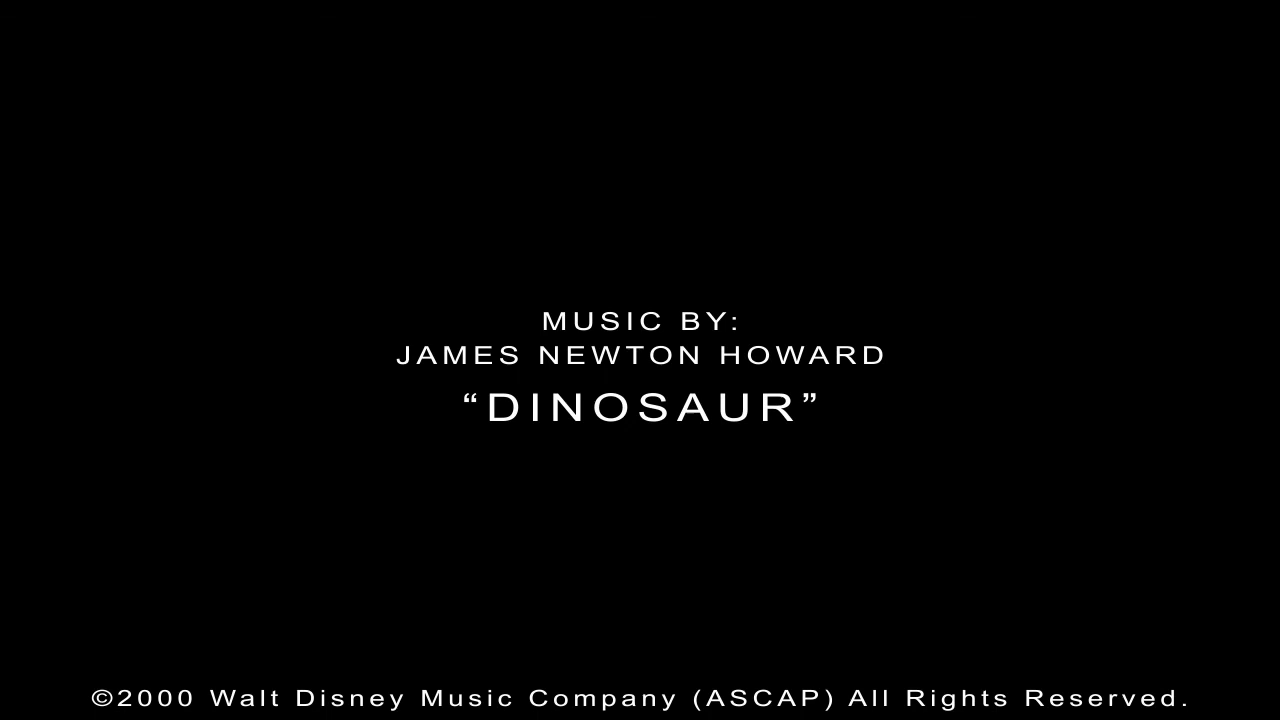 MUSIC BY:
JAMES NEWTON HOWARD
“DINOSAUR”
©2000 Walt Disney Music Company (ASCAP) All Rights Reserved.